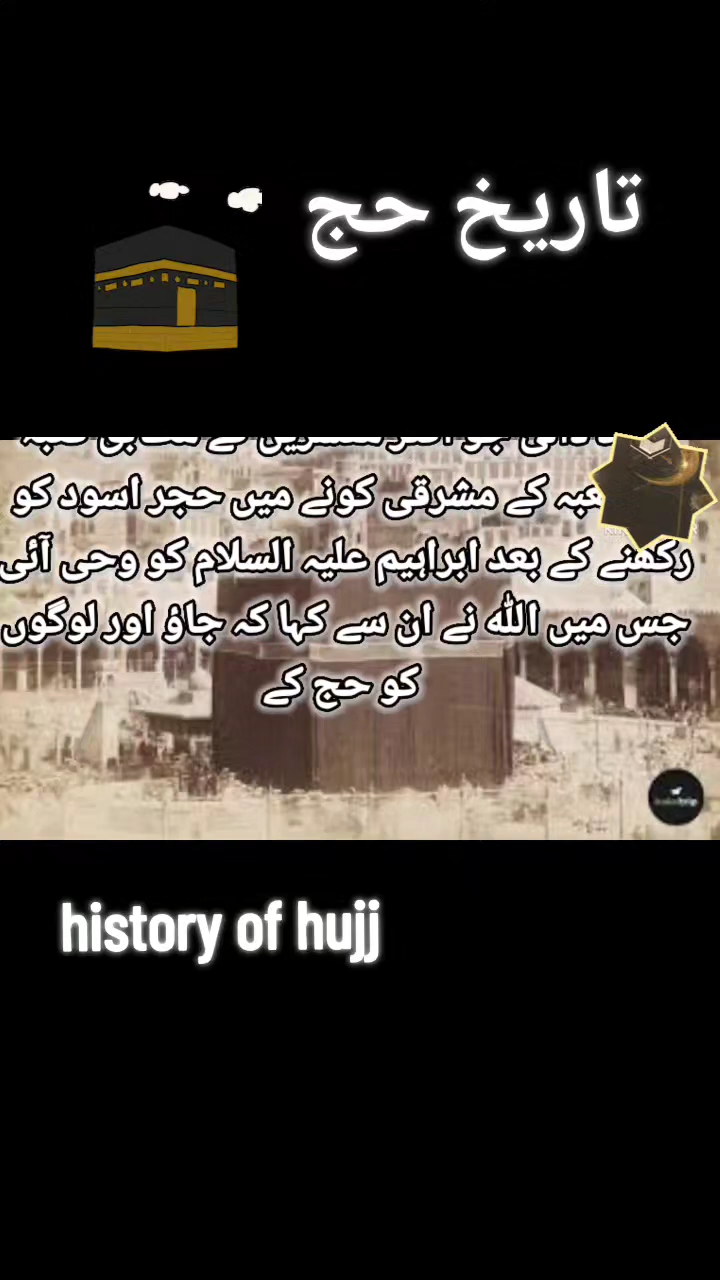 تاریخ حج
کے مشرقی کونے میں حجر اسود کو
رکھنے کے بعد ابراہیم علیہ السلام کو وحی آئی
جس میں اللہ نے ان سے کہا کہ جاؤ اور لوگوں
کو حج کے
history of hujj